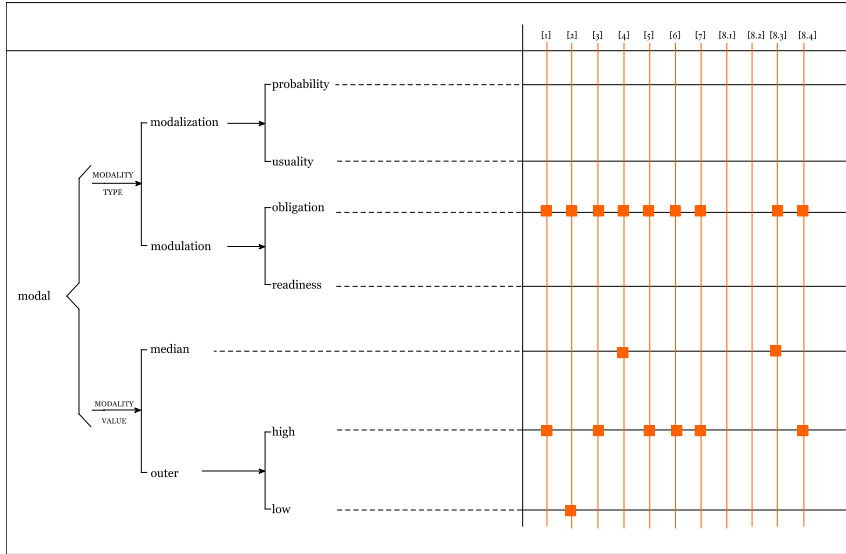 [1] [2] [3] [4] [5] [6] [7] [8.1] [8.2] [8.3] [8.4]
probability
modalization
usuality
MODALITY
TYPE
obligation
modulation
readiness
modal
median
MODALITY
VALUE
high
outer
low